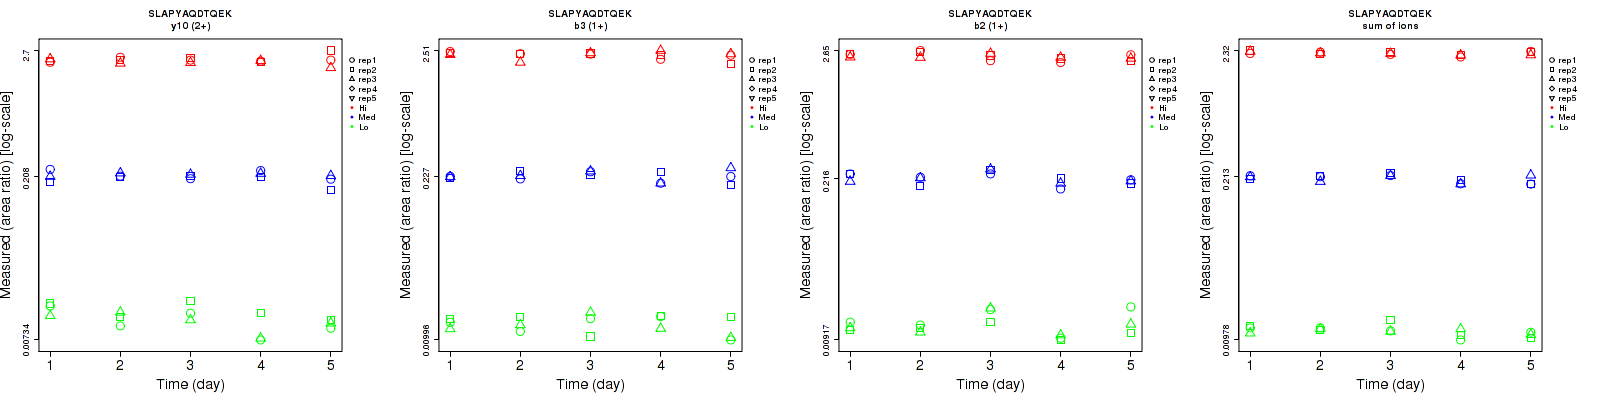 SLAPYAQDTQEK
y10 (2+)
Measured (area ratio) [log-scale]
2.7
0.208
0.00734
1 2 3 4 5
Time (day)
rep1
rep2
rep3
rep4
rep5
Hi
Med
Lo
SLAPYAQDTQEK
b3 (1+)
Measured (area ratio) [log-scale]
2.51
0.227
0.00996
1 2 3 4 5
Time (day)
rep1
rep2
rep3
rep4
rep5
Hi
Med
Lo
SLAPYAQDTQEK
b2 (1+)
Measured (area ratio) [log-scale]
2.65
0.216
0.00917
1 2 3 4 5
Time (day)
rep1
rep2
rep3
rep4
rep5
Hi
Med
Lo
SLAPYAQDTQEK
sum of ions
Measured (area ratio) [log-scale]
2.32
0.213
0.00978
1 2 3 4 5
Time (day)
rep1
rep2
rep3
rep4
rep5
Hi
Med
Lo